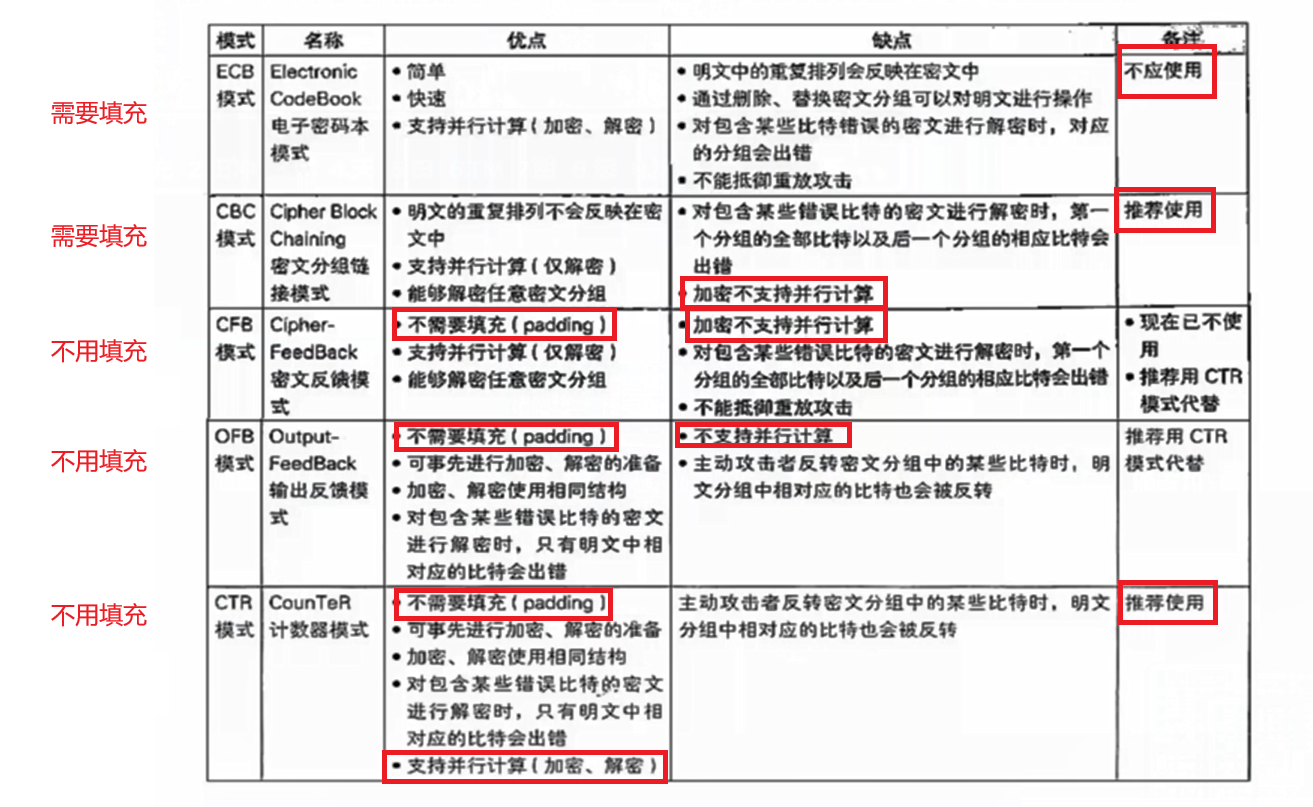 模式
名称
优点
缺点
备注
需要填充
ECB
模式
Electronic
CodeBook
电子密码本
模式
• 简单
• 快速
• 支持并行计算（加密、解密）
• 明文中的重复排列会反映在密文中
• 通过删除、替换密文分组可以对明文进行操作
• 对包含某些比特错误的密文进行解密时，对应
的分组会出错
• 不能抵御重放攻击
不应使用
需要填充
CBC
模式
Cipher Block
Chaining
密文分组链
接模式
• 明文的重复排列不会反映在密
文中
• 支持并行计算（仅解密）
• 能够解密任意密文分组
• 对包含某些错误比特的密文进行解密时，第一
个分组的全部比特以及后一个分组的相应比特会
出错
• 加密不支持并行计算
推荐使用
不用填充
CFB
模式
Cipher-
FeedBack
密文反馈模
式
• 不需要填充（padding）
• 支持并行计算（仅解密）
• 能够解密任意密文分组
• 加密不支持并行计算
• 对包含某些错误比特的密文进行解密时，第一个
分组的全部比特以及后一个分组的相应比特会出错
• 不能抵御重放攻击
• 现在已不使
用
• 推荐用 CTR
模式代替
不用填充
OFB
模式
Output-
FeedBack
输出反馈模
式
• 不需要填充（padding）
• 可事先进行加密、解密的准备
• 加密、解密使用相同结构
• 对包含某些错误比特的密文
进行解密时，只有明文中相
对应的比特会出错
• 不支持并行计算
• 主动攻击者反转密文分组中的某些比特时，明
文分组中相对应的比特也会被反转
推荐用 CTR
模式代替
不用填充
CTR
模式
CounTeR
计数器模式
• 不需要填充（padding）
• 可事先进行加密、解密的准备
• 加密、解密使用相同结构
• 对包含某些错误比特的密文
进行解密时，只有明文中相
对应的比特会出错
• 支持并行计算（加密、解密）
主动攻击者反转密文分组中的某些比特时，明文
分组中相对应的比特也会被反转
推荐使用